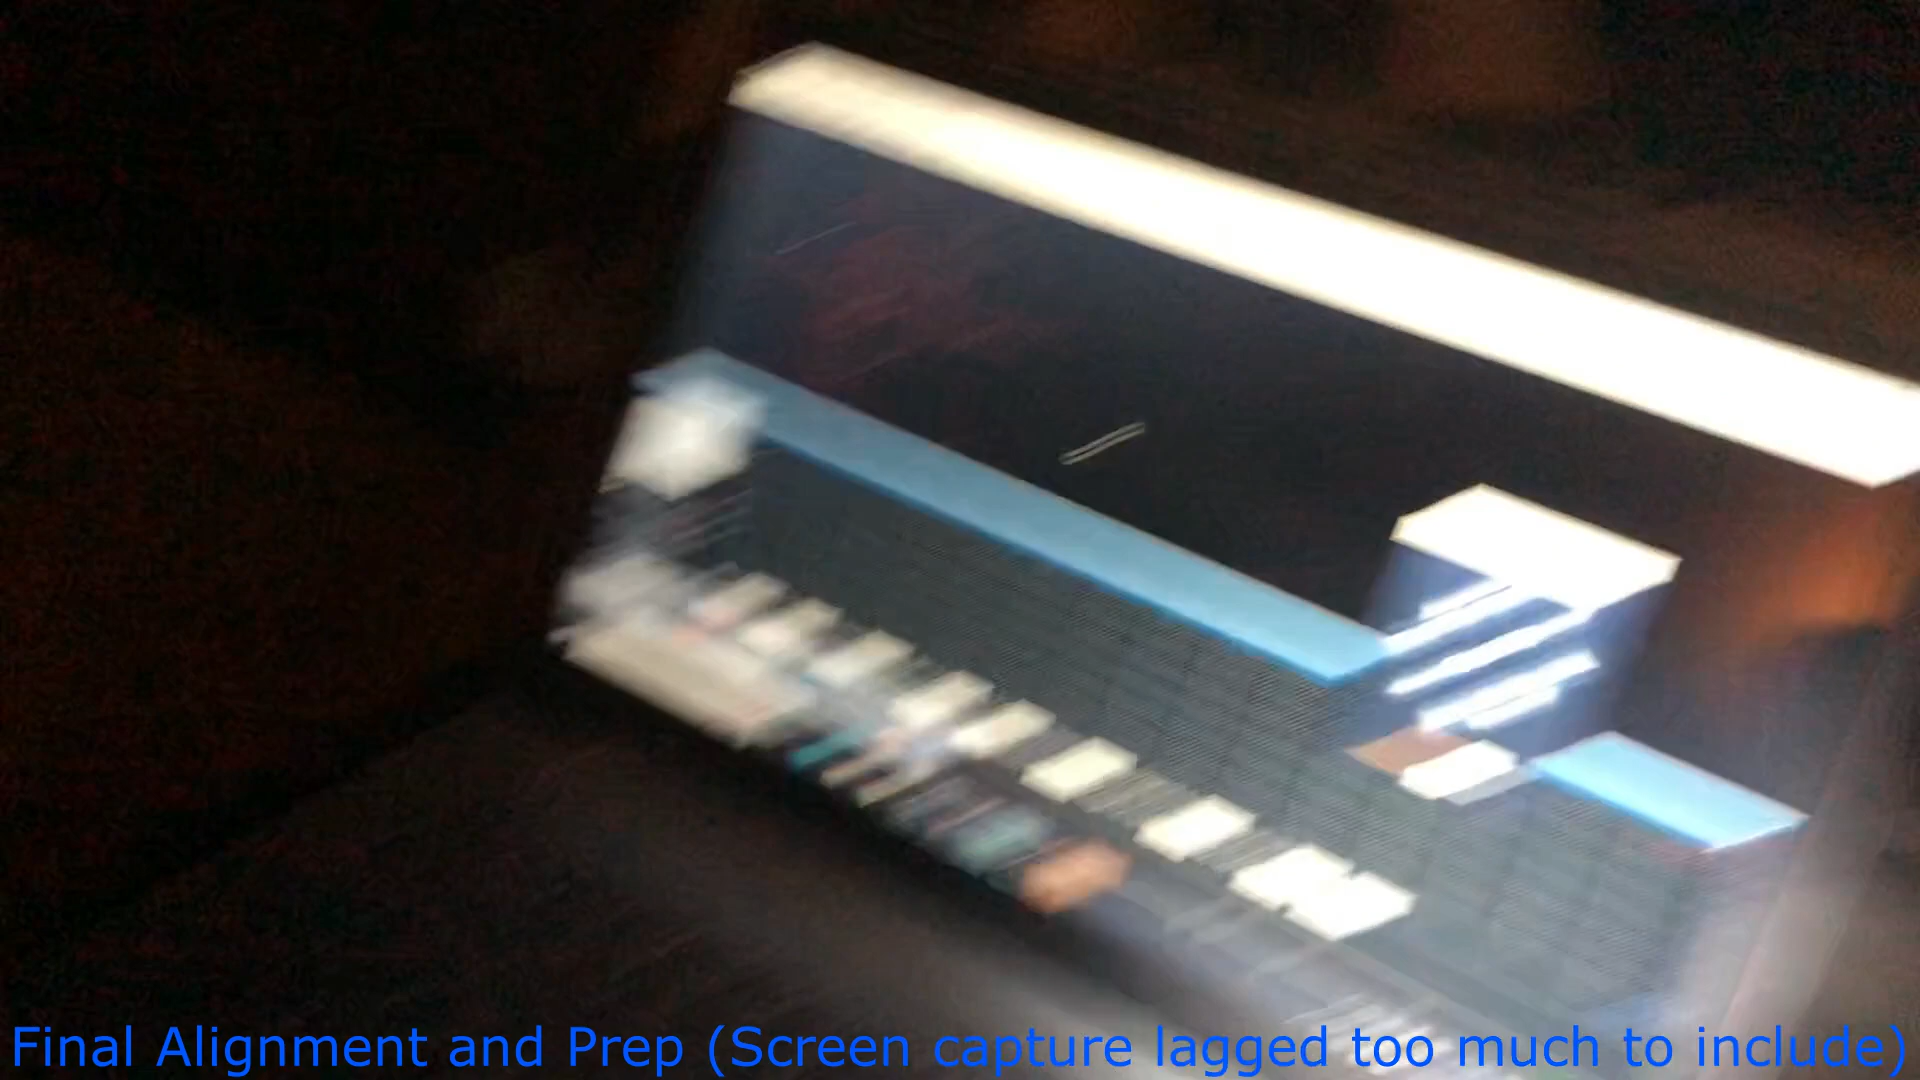 Final Alignment and Prep (Screen capture lagged too much to include)